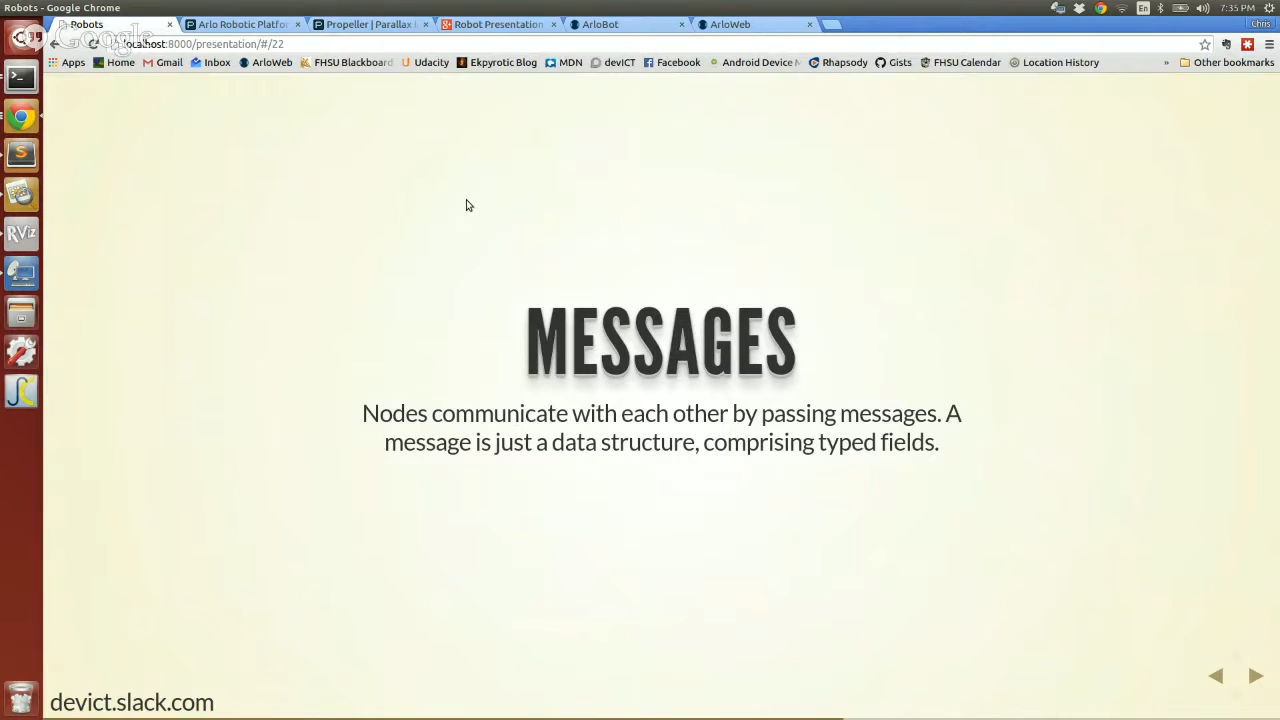 Robots - Google Chrome
En
7:35 PM
Robots
Arlo Robotic Platfor
Propeller | Parallax I
Robot Presentation
ArloBot
ArloWeb
Chris
Google
localhost:8000/presentation/#/22
Apps
Home
Gmail
Inbox
ArloWeb
FHSU Blackboard
Udacity
Ekpyrotic Blog
MDN
devICT
Facebook
Android Device M
Rhapsody
Gists
FHSU Calendar
Location History
»
Other bookmarks
RViz
MESSAGES
Nodes communicate with each other by passing messages. A
message is just a data structure, comprising typed fields.
devict.slack.com